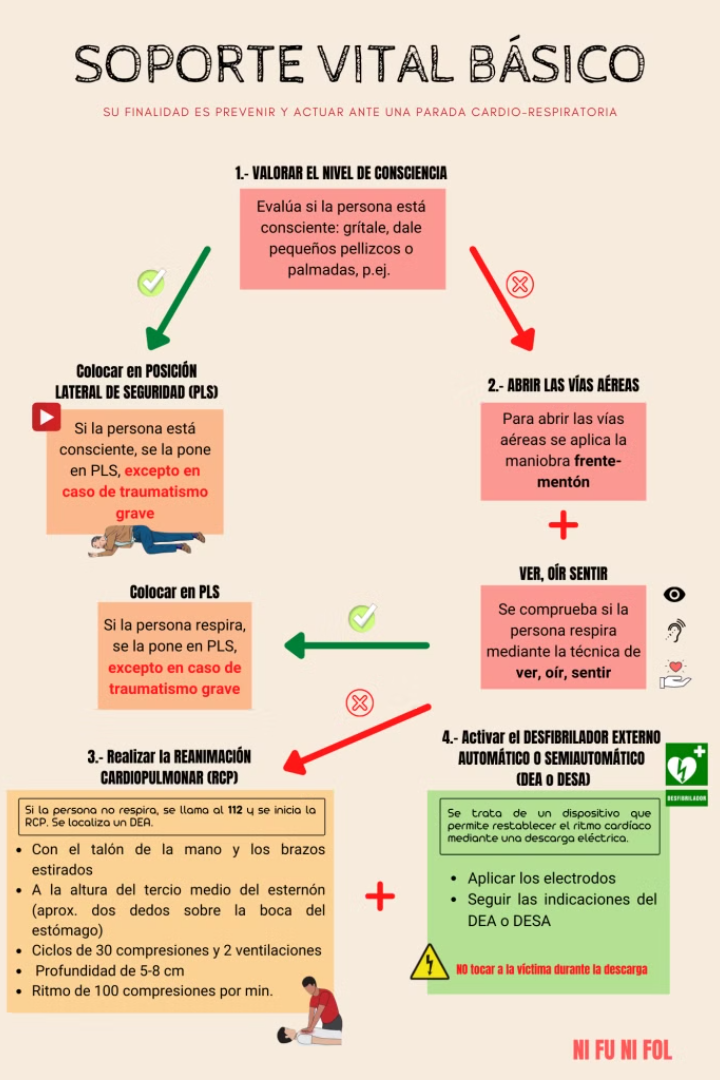 SOPORTE VITAL BÁSICO
SU FINALIDAD ES PREVENIR Y ACTUAR ANTE UNA PARADA CARDIO-RESPIRATORIA
1.- VALORAR EL NIVEL DE CONSCIENCIA
Evalúa si la persona está
consciente: grítale, dale
pequeños pellizcos o
palmadas, p.ej.
Colocar en POSICIÓN
LATERAL DE SEGURIDAD (PLS)
Si la persona está
consciente, se la pone
en PLS, excepto en
caso de traumatismo
grave
2.- ABRIR LAS VÍAS AÉREAS
Para abrir las vías
aéreas se aplica la
maniobra frente-
mentón
VER, OÍR SENTIR
Se comprueba si la
persona respira
mediante la técnica de
ver, oír, sentir
Colocar en PLS
Si la persona respira,
se la pone en PLS,
excepto en caso de
traumatismo grave
3.- Realizar la REANIMACIÓN
CARDIOPULMONAR (RCP)
Si la persona no respira, se llama al 112 y se inicia la
RCP. Se localiza un DEA.
• Con el talón de la mano y los brazos
estirados
• A la altura del tercio medio del esternón
(aprox. dos dedos sobre la boca del
estómago)
• Ciclos de 30 compresiones y 2 ventilaciones
• Profundidad de 5-8 cm
• Ritmo de 100 compresiones por min.
4.- Activar el DESFIBRILADOR EXTERNO
AUTOMÁTICO O SEMIAUTOMÁTICO
(DEA o DESA)
DESFIBRILADOR
Se trata de un dispositivo que
permite restablecer el ritmo cardíaco
mediante una descarga eléctrica.
• Aplicar los electrodos
• Seguir las indicaciones del
DEA o DESA
NO tocar a la víctima durante la descarga
NI FU NI FOL